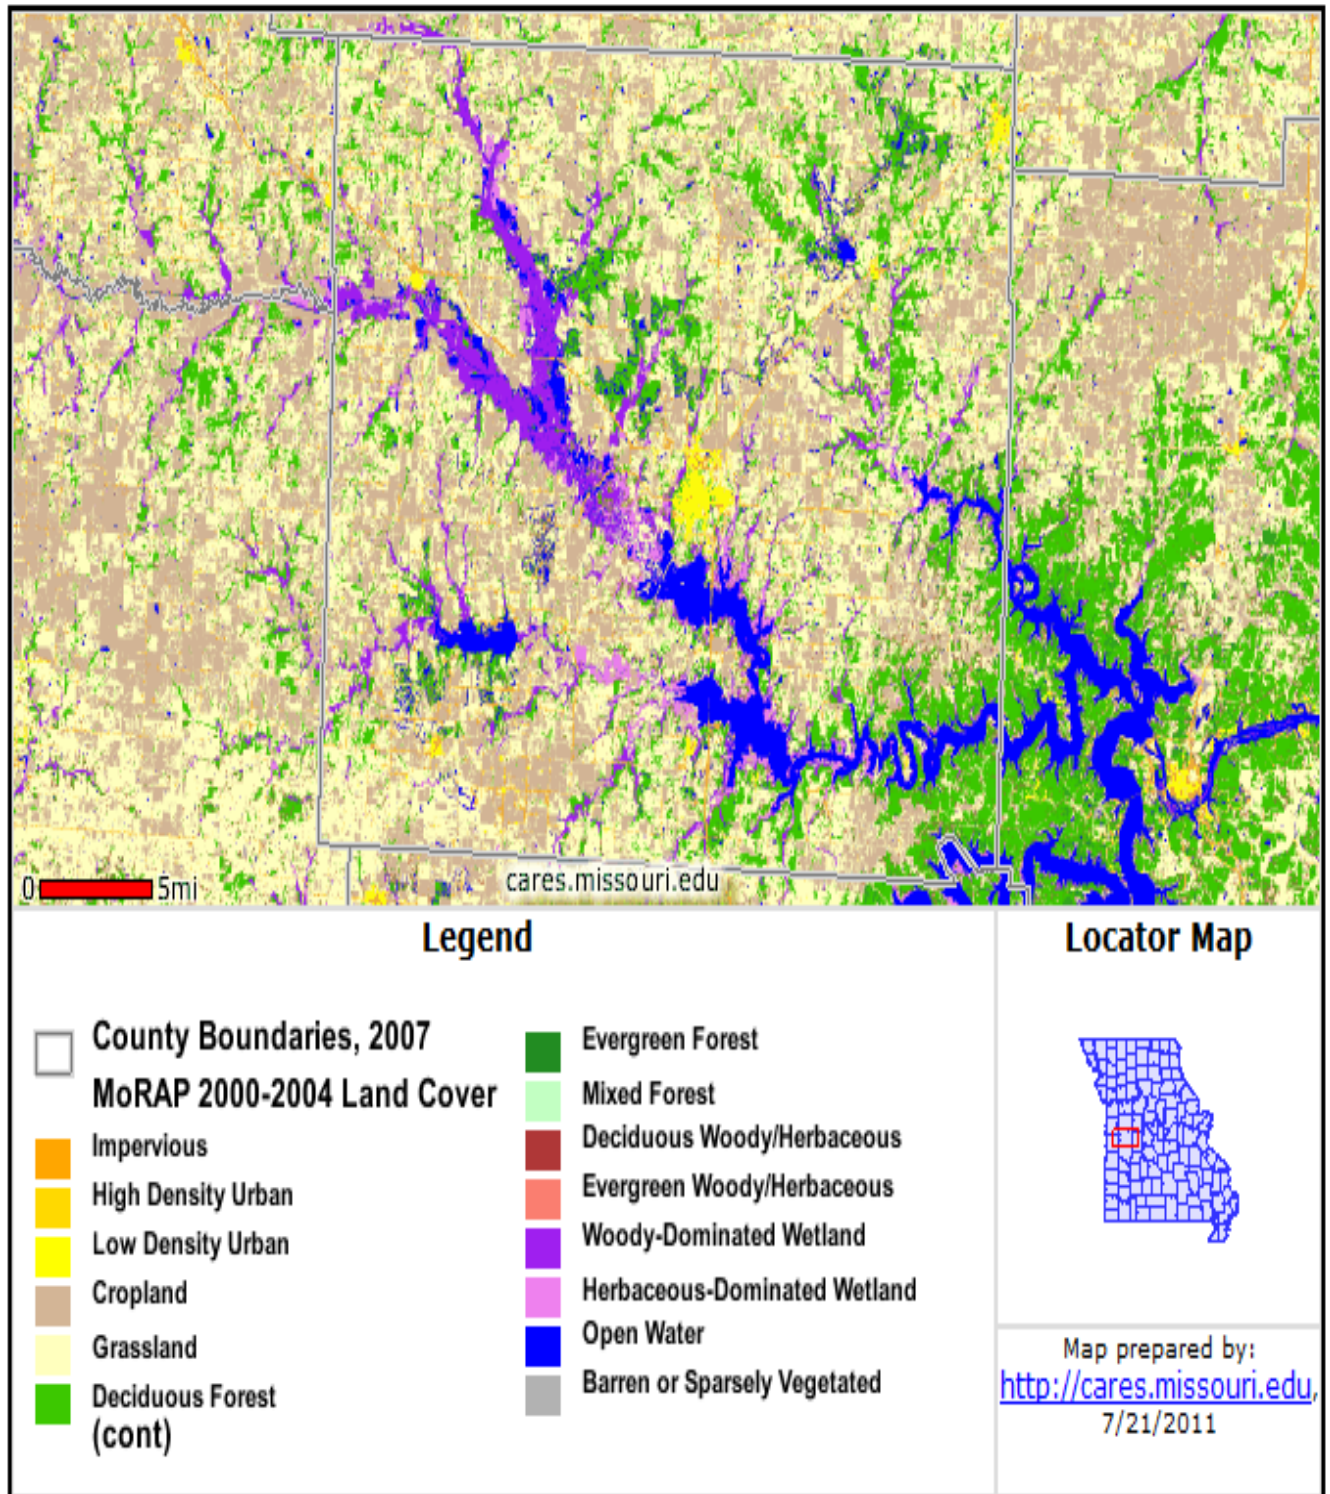 0 5mi
cares.missouri.edu
Legend
County Boundaries, 2007
MoRAP 2000-2004 Land Cover
Impervious
High Density Urban
Low Density Urban
Cropland
Grassland
Deciduous Forest
(cont)
Evergreen Forest
Mixed Forest
Deciduous Woody/Herbaceous
Evergreen Woody/Herbaceous
Woody-Dominated Wetland
Herbaceous-Dominated Wetland
Open Water
Barren or Sparsely Vegetated
Locator Map
Map prepared by:
http://cares.missouri.edu,
7/21/2011